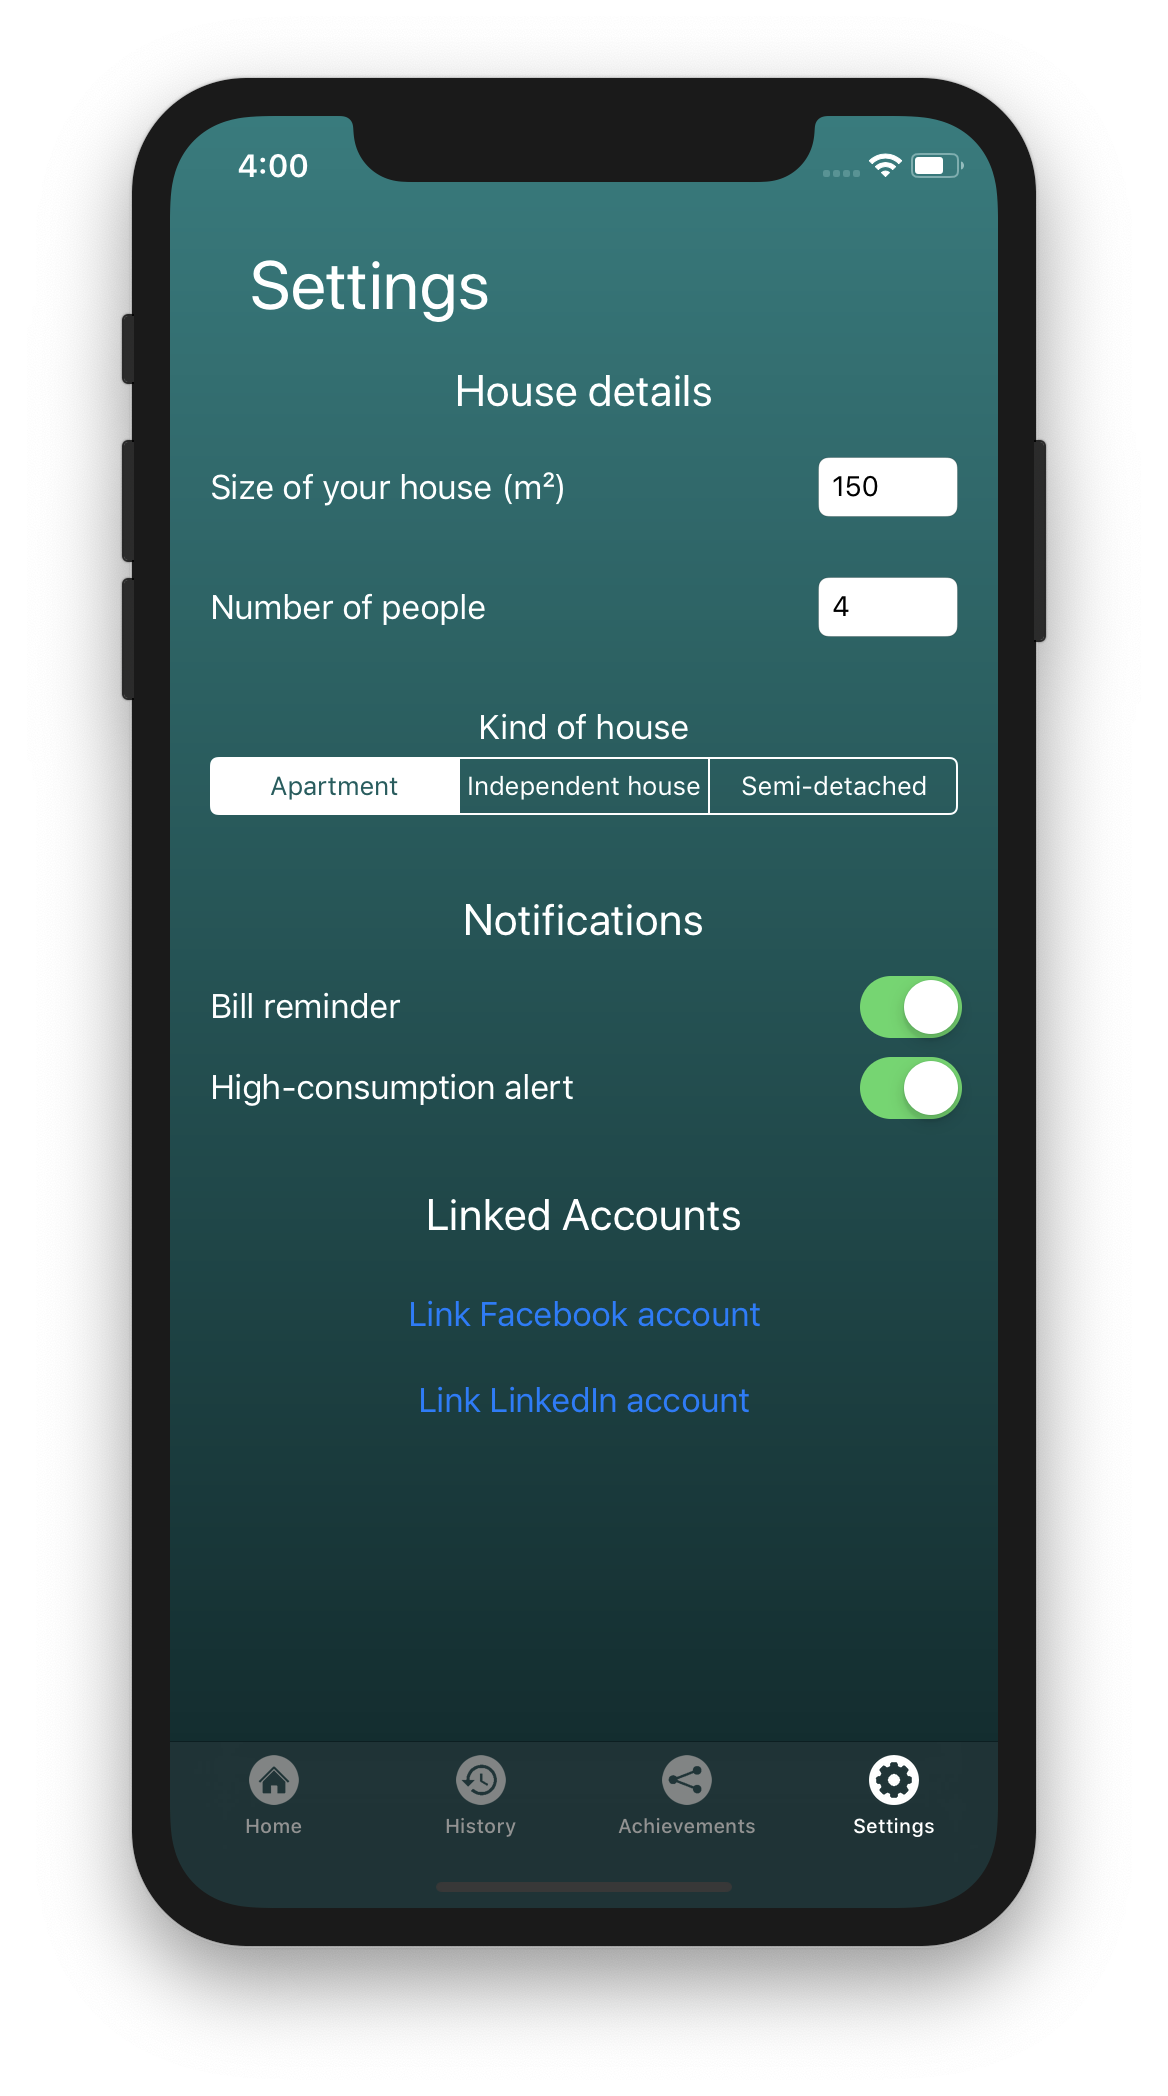 4:00
Settings
House details
Size of your house (m²)
150
Number of people
4
Kind of house
Apartment
Independent house
Semi-detached
Notifications
Bill reminder
High-consumption alert
Linked Accounts
Link Facebook account
Link LinkedIn account
Home
History
Achievements
Settings